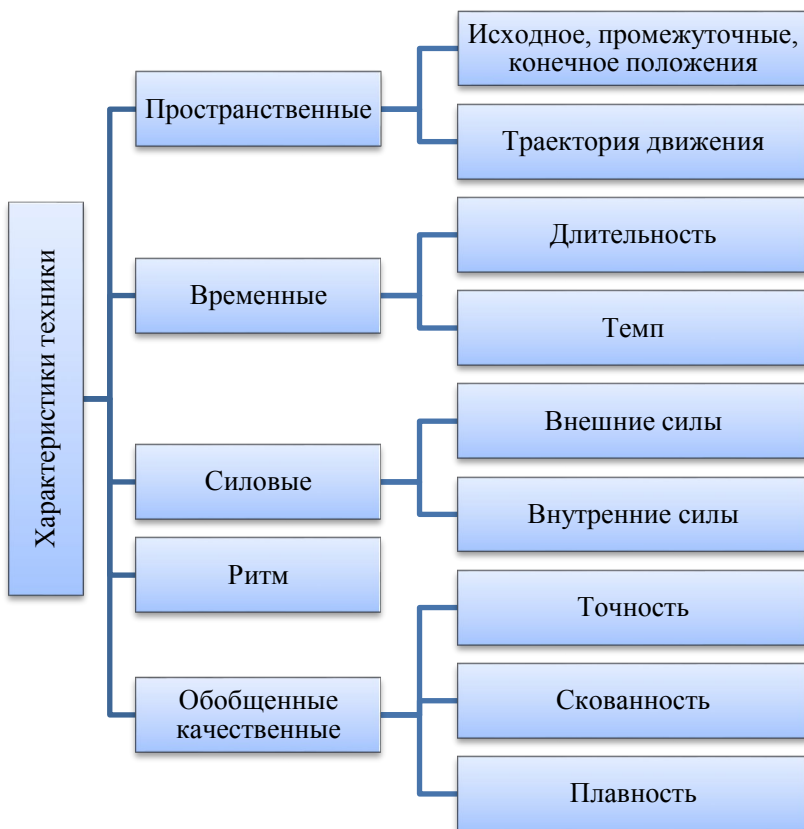 Характеристики техники
Пространственные
Исходное, промежуточные,
конечное положения
Траектория движения
Временные
Длительность
Темп
Силовые
Внешние силы
Внутренние силы
Ритм
Обобщенные
качественные
Точность
Скованность
Плавность